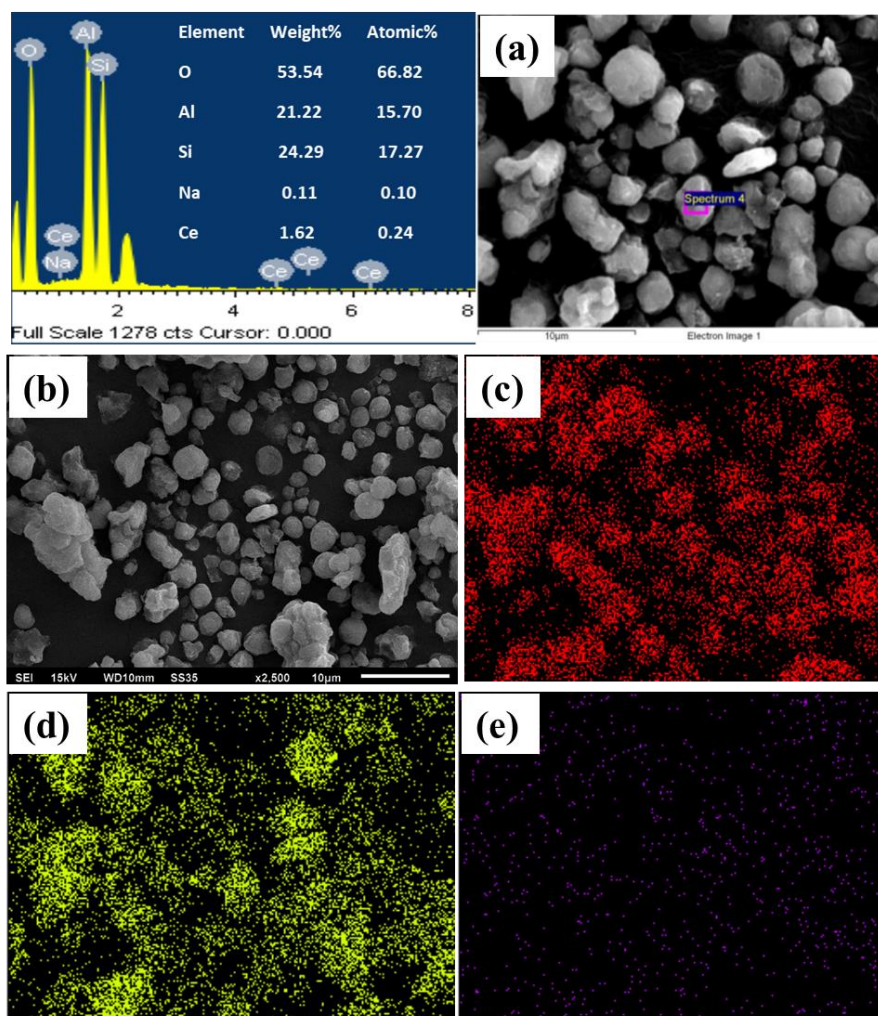 O
Al
Si
Ce
Na
Ce
Ce
Ce
Element Weight% Atomic%
O 53.54 66.82
Al 21.22 15.70
Si 24.29 17.27
Na 0.11 0.10
Ce 1.62 0.24
2 4 6 8
Full Scale 1278 cts Cursor: 0.000
(a)
Spectrum 4
10μm Electron Image 1
(b)
SEI 15kV WD10mm SS35 x2,500 10μm
(c)
(d)
(e)